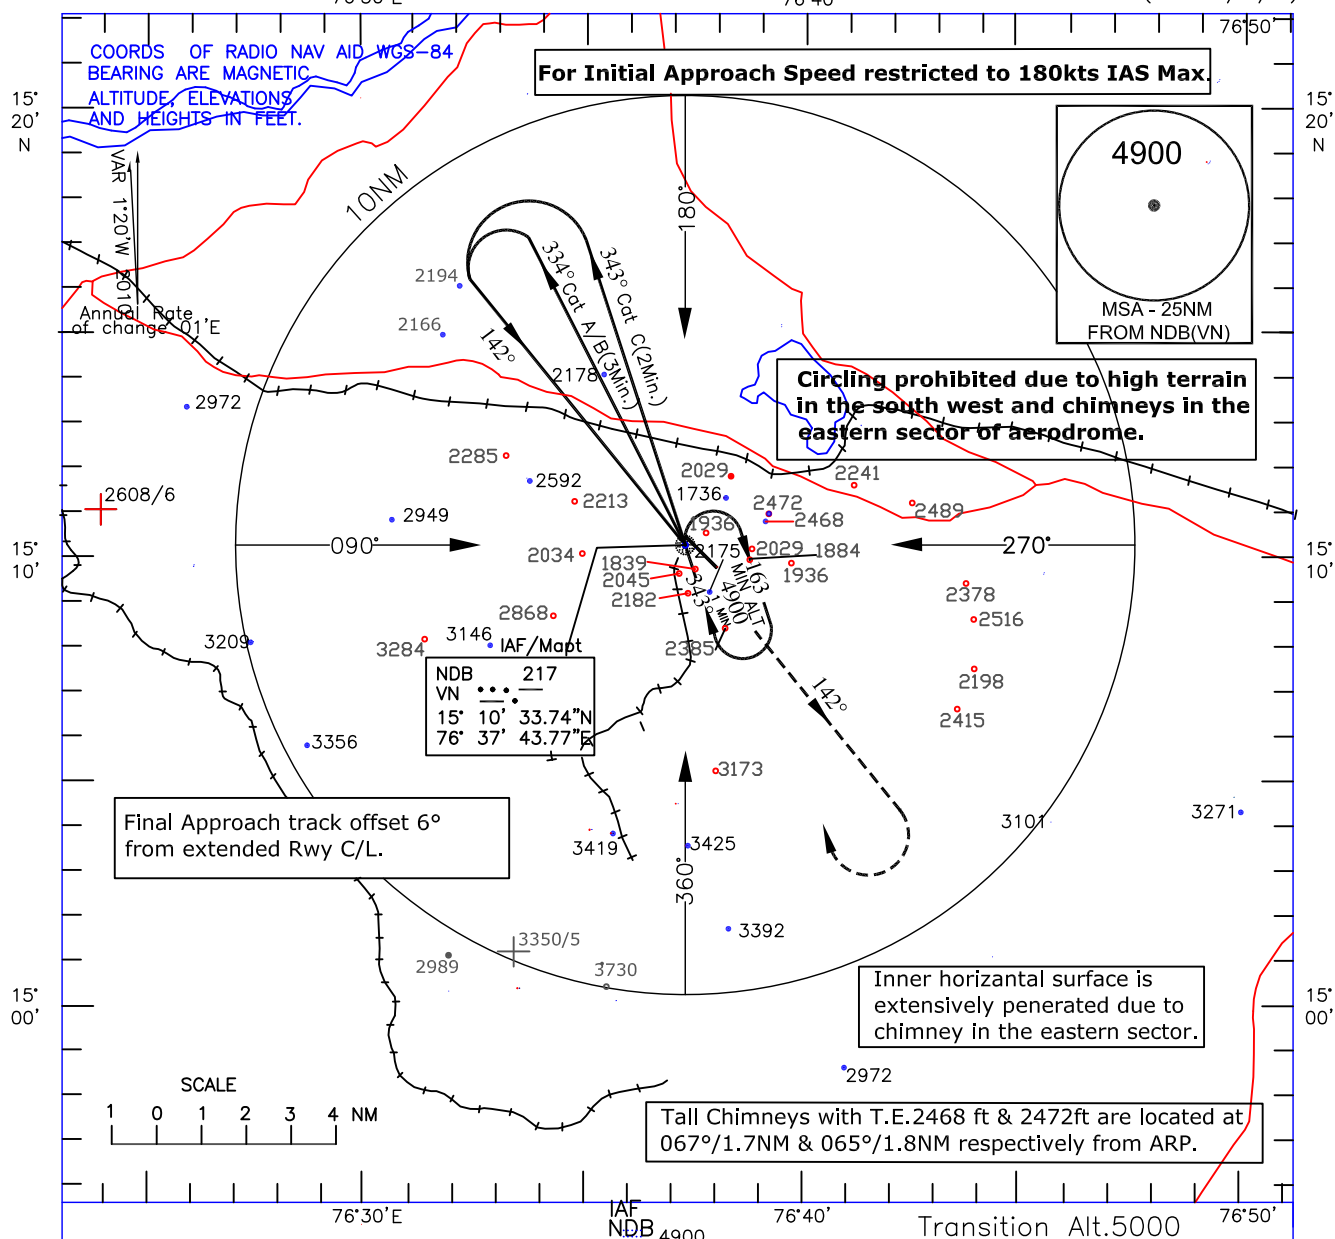 76°40'
76°50'
COORDS OF RADIO NAV AID WGS-84
BEARING ARE MAGNETIC
ALTITUDE, ELEVATIONS
AND HEIGHTS IN FEET.
For Initial Approach Speed restricted to 180kts IAS Max.
15°
20'
N
15°
20'
N
4900
MSA - 25NM
FROM NDB(VN)
VAR 1°20'W 2010
Annual Rate
of change 01'E
10NM
180°
334° Cat A/B(3Min.)
343° Cat C(2Min.)
142°
2194
2166
2178
2972
Circling prohibited due to high terrain
in the south west and chimneys in the
eastern sector of aerodrome.
2285
2592
2213
2029
1736
2241
2489
2608/6
2949
2472
2468
1936
090°
2034
2175
2029
1884
270°
15°
10'
15°
10'
1839
2045
2182
1936
163
MIN ALT
4900
343°
1 MIN
2378
2516
2868
3209
3284
3146
IAF/Mapt
2385
2198
2415
NDB 217
VN
15° 10' 33.74"N
76° 37' 43.77"E
142°
3356
3173
Final Approach track offset 6°
from extended Rwy C/L.
3419
3425
3101
3271
360°
3392
3350/5
2989
3730
Inner horizantal surface is
extensively penerated due to
chimney in the eastern sector.
15°
00'
15°
00'
2972
SCALE
1 0 1 2 3 4 NM
Tall Chimneys with T.E.2468 ft & 2472ft are located at
067°/1.7NM & 065°/1.8NM respectively from ARP.
76°30'E
76°40'
76°50'
IAF
NDB
4900
Transition Alt.5000